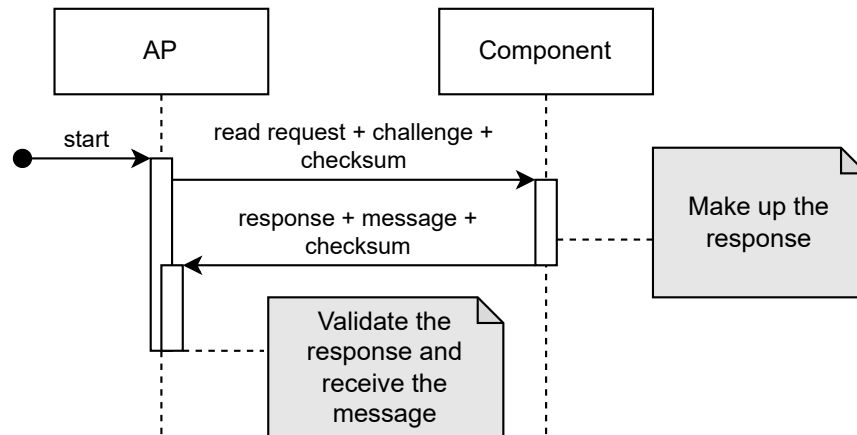 AP
Component
start
read request + challenge +
checksum
response + message +
checksum
Make up the
response
Validate the
response and
receive the
message